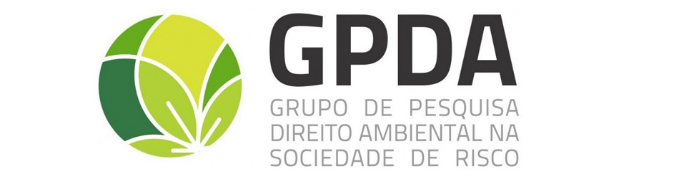 GPDA
GRUPO DE PESQUISA
DIREITO AMBIENTAL NA
SOCIEDADE DE RISCO